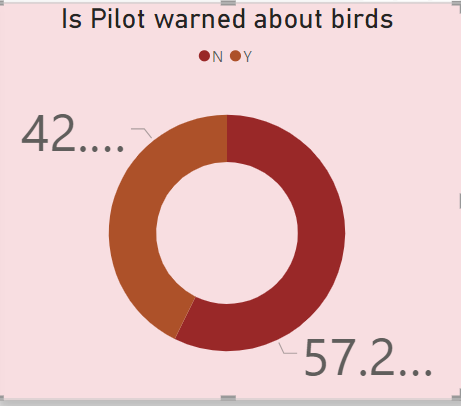 Is Pilot warned about birds
N Y
42....
57.2...